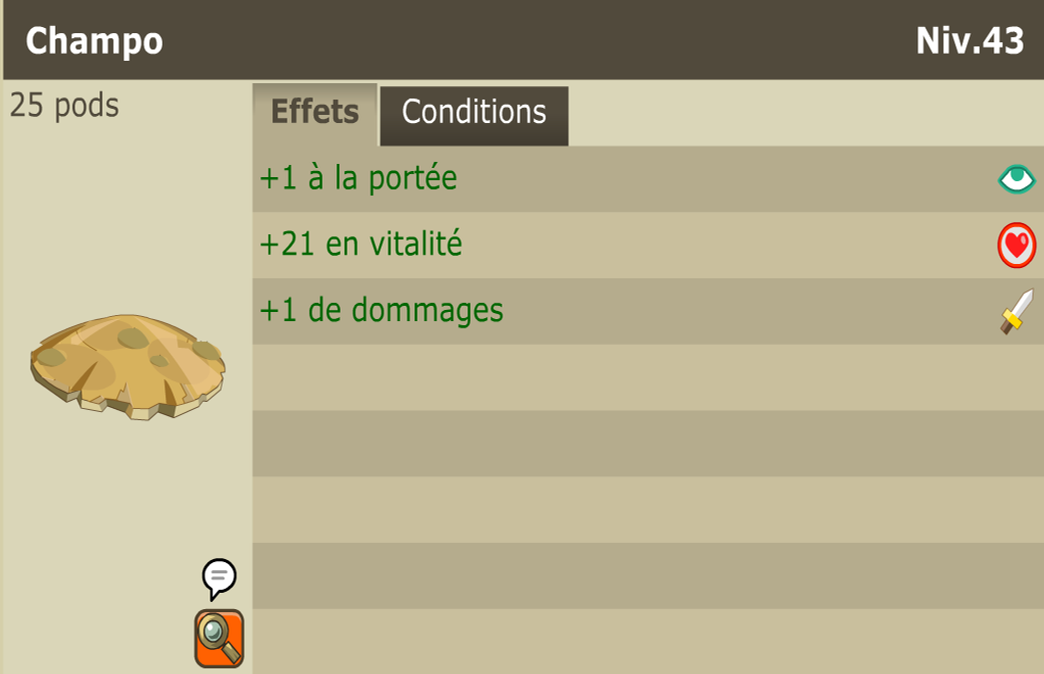 Champo
Niv.43
25 pods
Effets
Conditions
+1 à la portée
+21 en vitalité
+1 de dommages